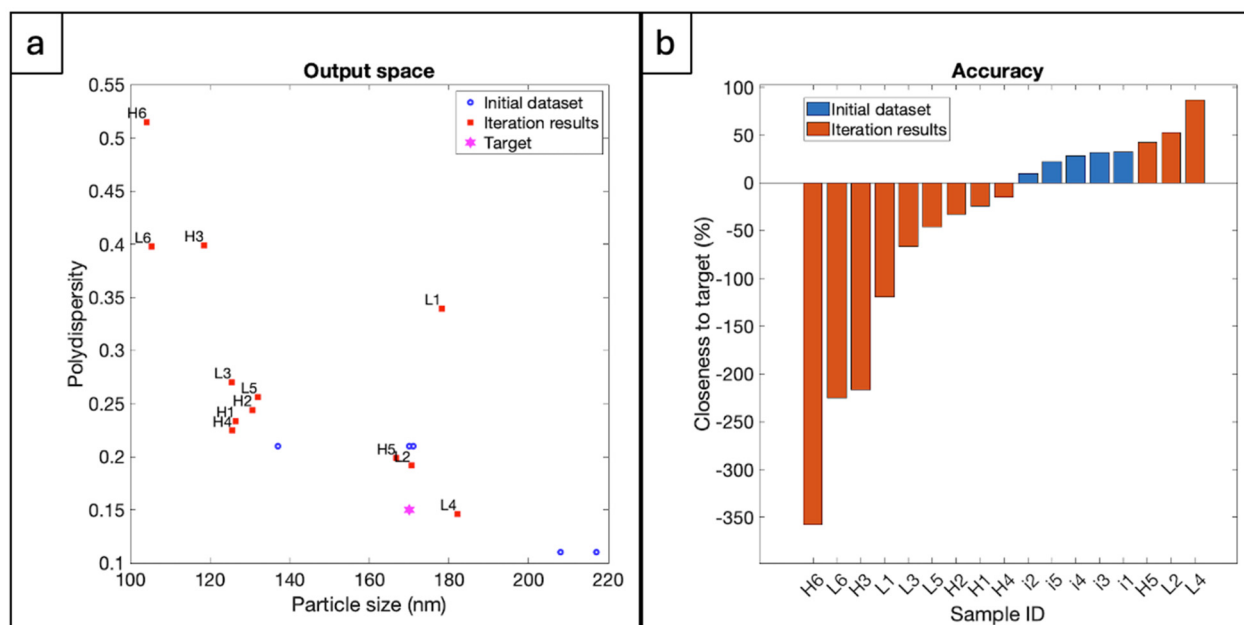 a
Output space
0.55
0.5
0.45
0.4
0.35
0.3
0.25
0.2
0.15
0.1
Polydispersity
Initial dataset
Iteration results
Target
H6
L6
H3
L1
L3
L5
H2
H1
H4
H5
L2
L4
100 120 140 160 180 200 220
Particle size (nm)
b
Accuracy
100
50
0
-50
-100
-150
-200
-250
-300
-350
Closeness to target (%)
Initial dataset
Iteration results
H6 L6 H3 L1 L3 L5 H2 H1 H4 i2 i5 i4 i3 i1 H5 L2 L4
Sample ID